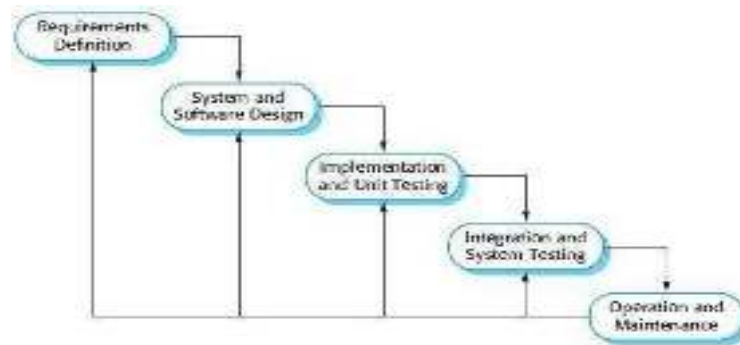 Requirements
Definition
System and
Software Design
Implementation
and Unit Testing
Integration and
System Testing
Operation and
Maintenance